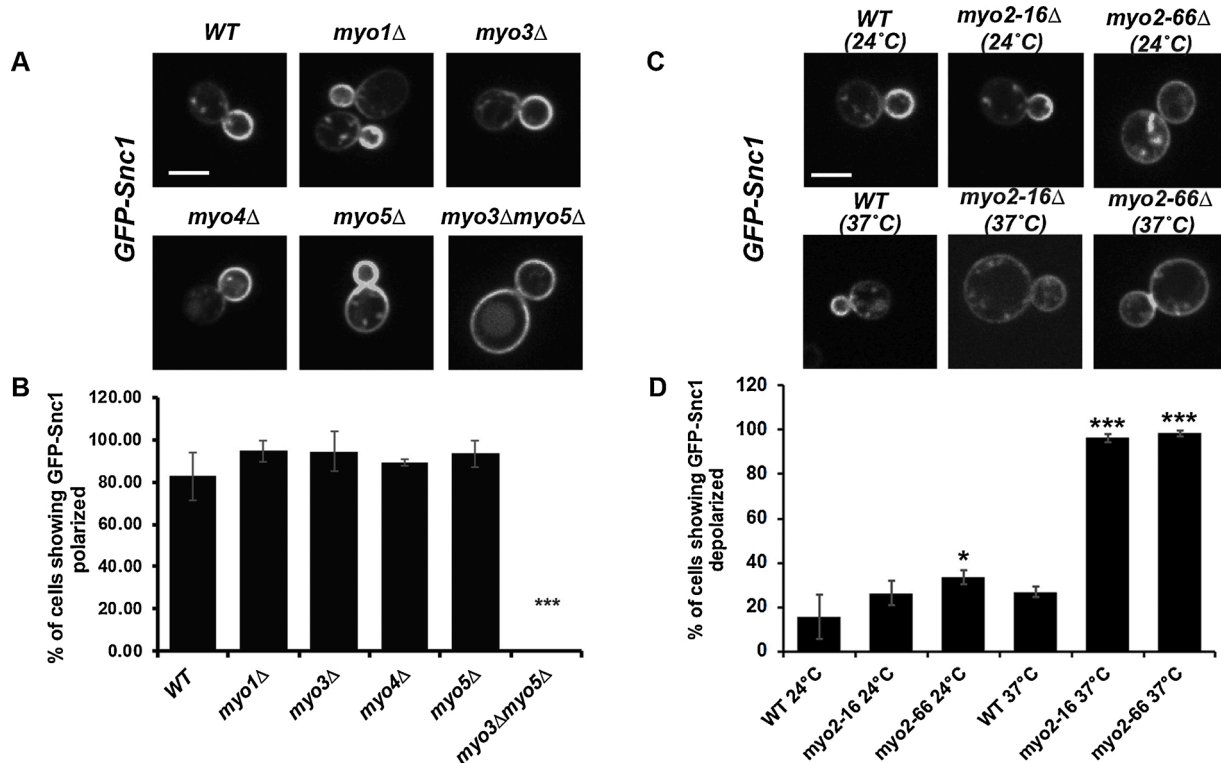 A
WT
myo1Δ
myo3Δ
GFP-Snc1
myo4Δ
myo5Δ
myo3Δmyo5Δ
B
% of cells showing GFP-Snc1
polarized
120.00
100.00
80.00
60.00
40.00
20.00
0.00
***
WT
myo1Δ
myo3Δ
myo4Δ
myo5Δ
myo3Δmyo5Δ
C
WT
(24˚C)
myo2-16Δ
(24˚C)
myo2-66Δ
(24˚C)
GFP-Snc1
WT
(37˚C)
myo2-16Δ
(37˚C)
myo2-66Δ
(37˚C)
D
% of cells showing GFP-Snc1
depolarized
120
100
80
60
40
20
0
*
***
***
WT 24°C
myo2-16 24°C
myo2-66 24°C
WT 37°C
myo2-16 37°C
myo2-66 37°C